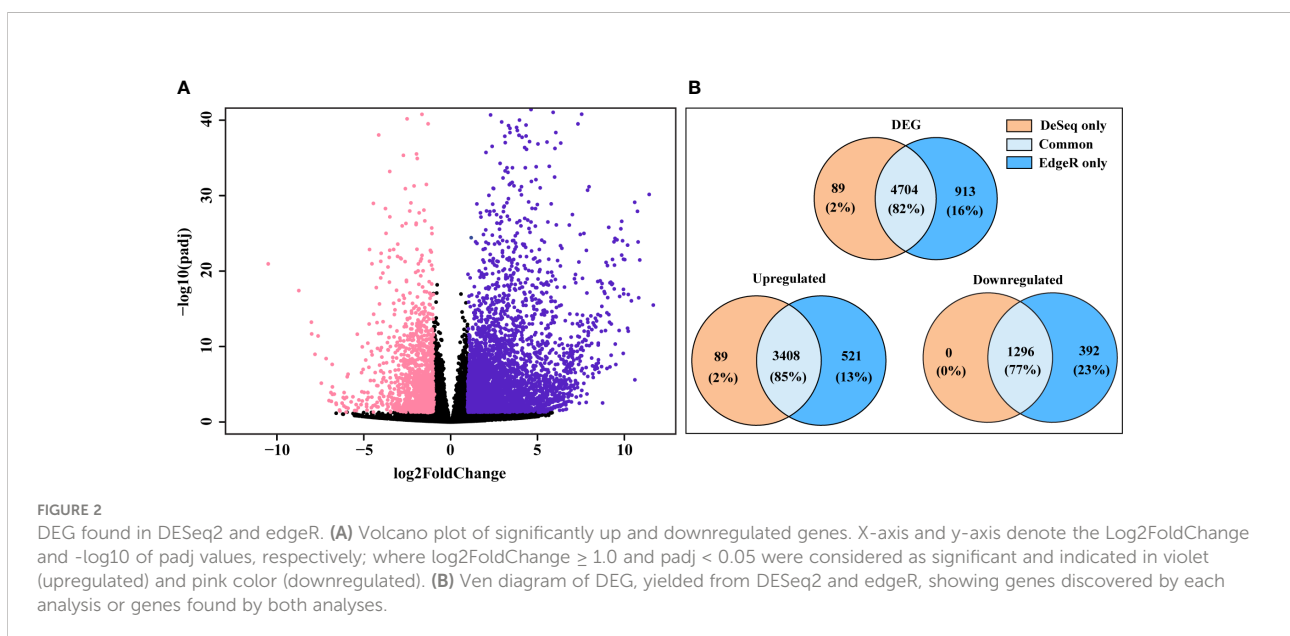 A
B
40
30
20
10
0
−log10(padj)
−10
−5
0
5
10
log2FoldChange
DEG
DeSeq only
Common
EdgeR only
89
(2%)
4704
(82%)
913
(16%)
Upregulated
89
(2%)
3408
(85%)
521
(13%)
Downregulated
0
(0%)
1296
(77%)
392
(23%)
FIGURE 2
DEG found in DESeq2 and edgeR. (A) Volcano plot of significantly up and downregulated genes. X-axis and y-axis denote the Log2FoldChange
and -log10 of padj values, respectively; where log2FoldChange ≥ 1.0 and padj < 0.05 were considered as significant and indicated in violet
(upregulated) and pink color (downregulated). (B) Ven diagram of DEG, yielded from DESeq2 and edgeR, showing genes discovered by each
analysis or genes found by both analyses.